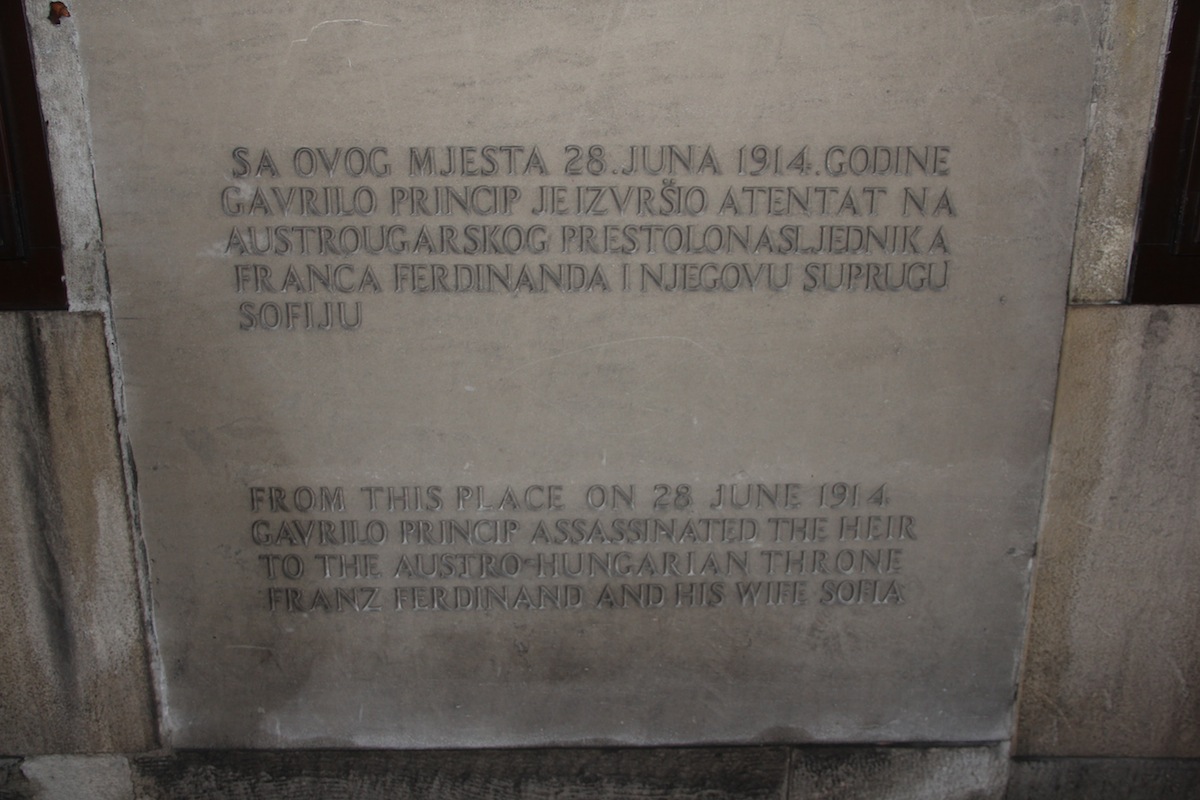 SA OVOG MJESTA 28. JUNA 1914. GODINE
GAVRILO PRINCIP JE IZVRŠIO ATENTAT NA
AUSTROUGARSKOG PRESTOLONASLJEDNIKA
FRANCA FERDINANDA I NJEGOVU SUPRUGU
SOFIJU
FROM THIS PLACE ON 28 JUNE 1914
GAVRILO PRINCIP ASSASSINATED THE HEIR
TO THE AUSTRO-HUNGARIAN THRONE
FRANZ FERDINAND AND HIS WIFE SOFIA